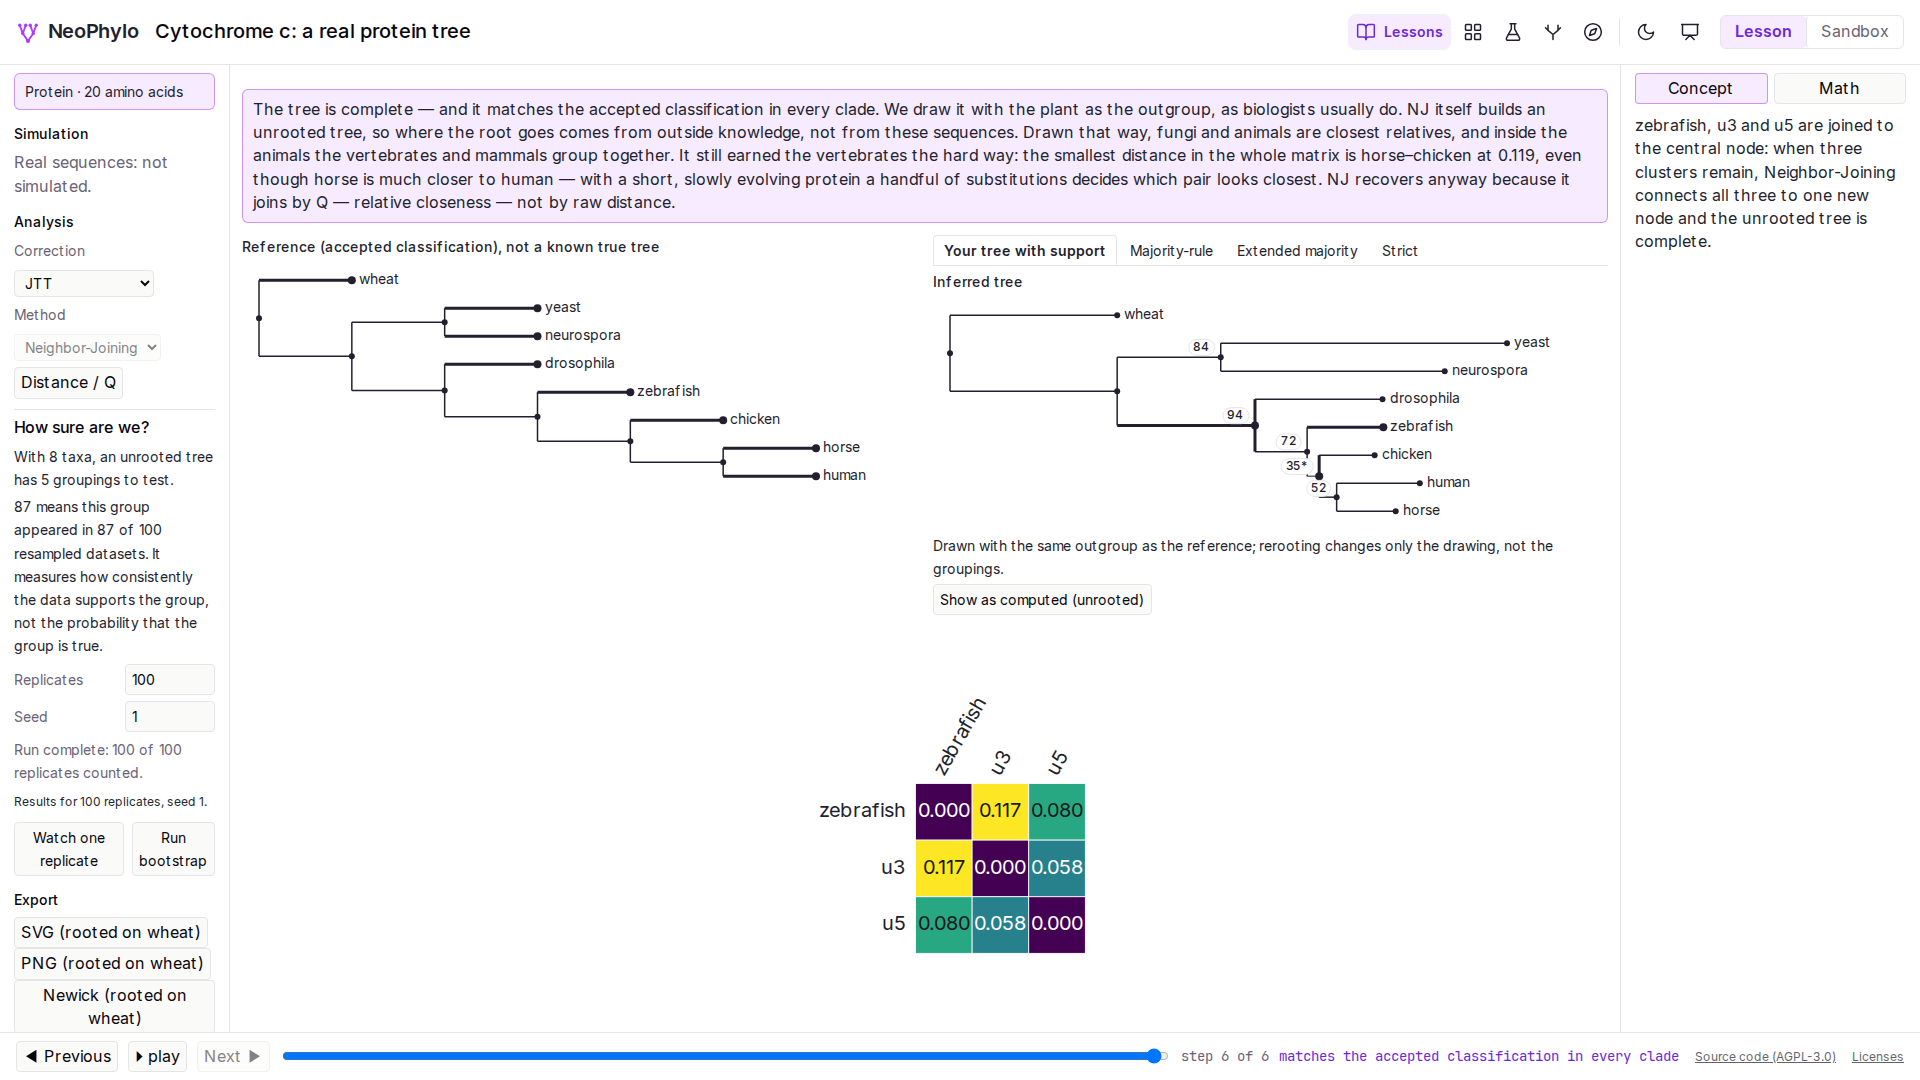 NeoPhylo
Cytochrome c: a real protein tree
Lessons
Lesson
Sandbox
Protein · 20 amino acids
Simulation
Real sequences: not
simulated.
Analysis
Correction
JTT
Method
Neighbor-Joining
Distance / Q
How sure are we?
With 8 taxa, an unrooted tree
has 5 groupings to test.
87 means this group
appeared in 87 of 100
resampled datasets. It
measures how consistently
the data supports the group,
not the probability that the
group is true.
Replicates
100
Seed
1
Run complete: 100 of 100
replicates counted.
Results for 100 replicates, seed 1.
Watch one
replicate
Run
bootstrap
Export
SVG (rooted on wheat)
PNG (rooted on wheat)
Newick (rooted on
wheat)
The tree is complete — and it matches the accepted classification in every clade. We draw it with the plant as the outgroup, as biologists usually do. NJ itself builds an
unrooted tree, so where the root goes comes from outside knowledge, not from these sequences. Drawn that way, fungi and animals are closest relatives, and inside the
animals the vertebrates and mammals group together. It still earned the vertebrates the hard way: the smallest distance in the whole matrix is horse–chicken at 0.119, even
though horse is much closer to human — with a short, slowly evolving protein a handful of substitutions decides which pair looks closest. NJ recovers anyway because it
joins by Q — relative closeness — not by raw distance.
Reference (accepted classification), not a known true tree
wheat
yeast
neurospora
drosophila
zebrafish
chicken
horse
human
Your tree with support
Majority-rule
Extended majority
Strict
Inferred tree
wheat
84
yeast
neurospora
drosophila
94
zebrafish
72
chicken
35*
human
52
horse
Drawn with the same outgroup as the reference; rerooting changes only the drawing, not the
groupings.
Show as computed (unrooted)
zebrafish
u3
u5
zebrafish 0.000 0.117 0.080
u3 0.117 0.000 0.058
u5 0.080 0.058 0.000
Concept
Math
zebrafish, u3 and u5 are joined to
the central node: when three
clusters remain, Neighbor-Joining
connects all three to one new
node and the unrooted tree is
complete.
Previous
play
Next
step 6 of 6
matches the accepted classification in every clade
Source code (AGPL-3.0)
Licenses